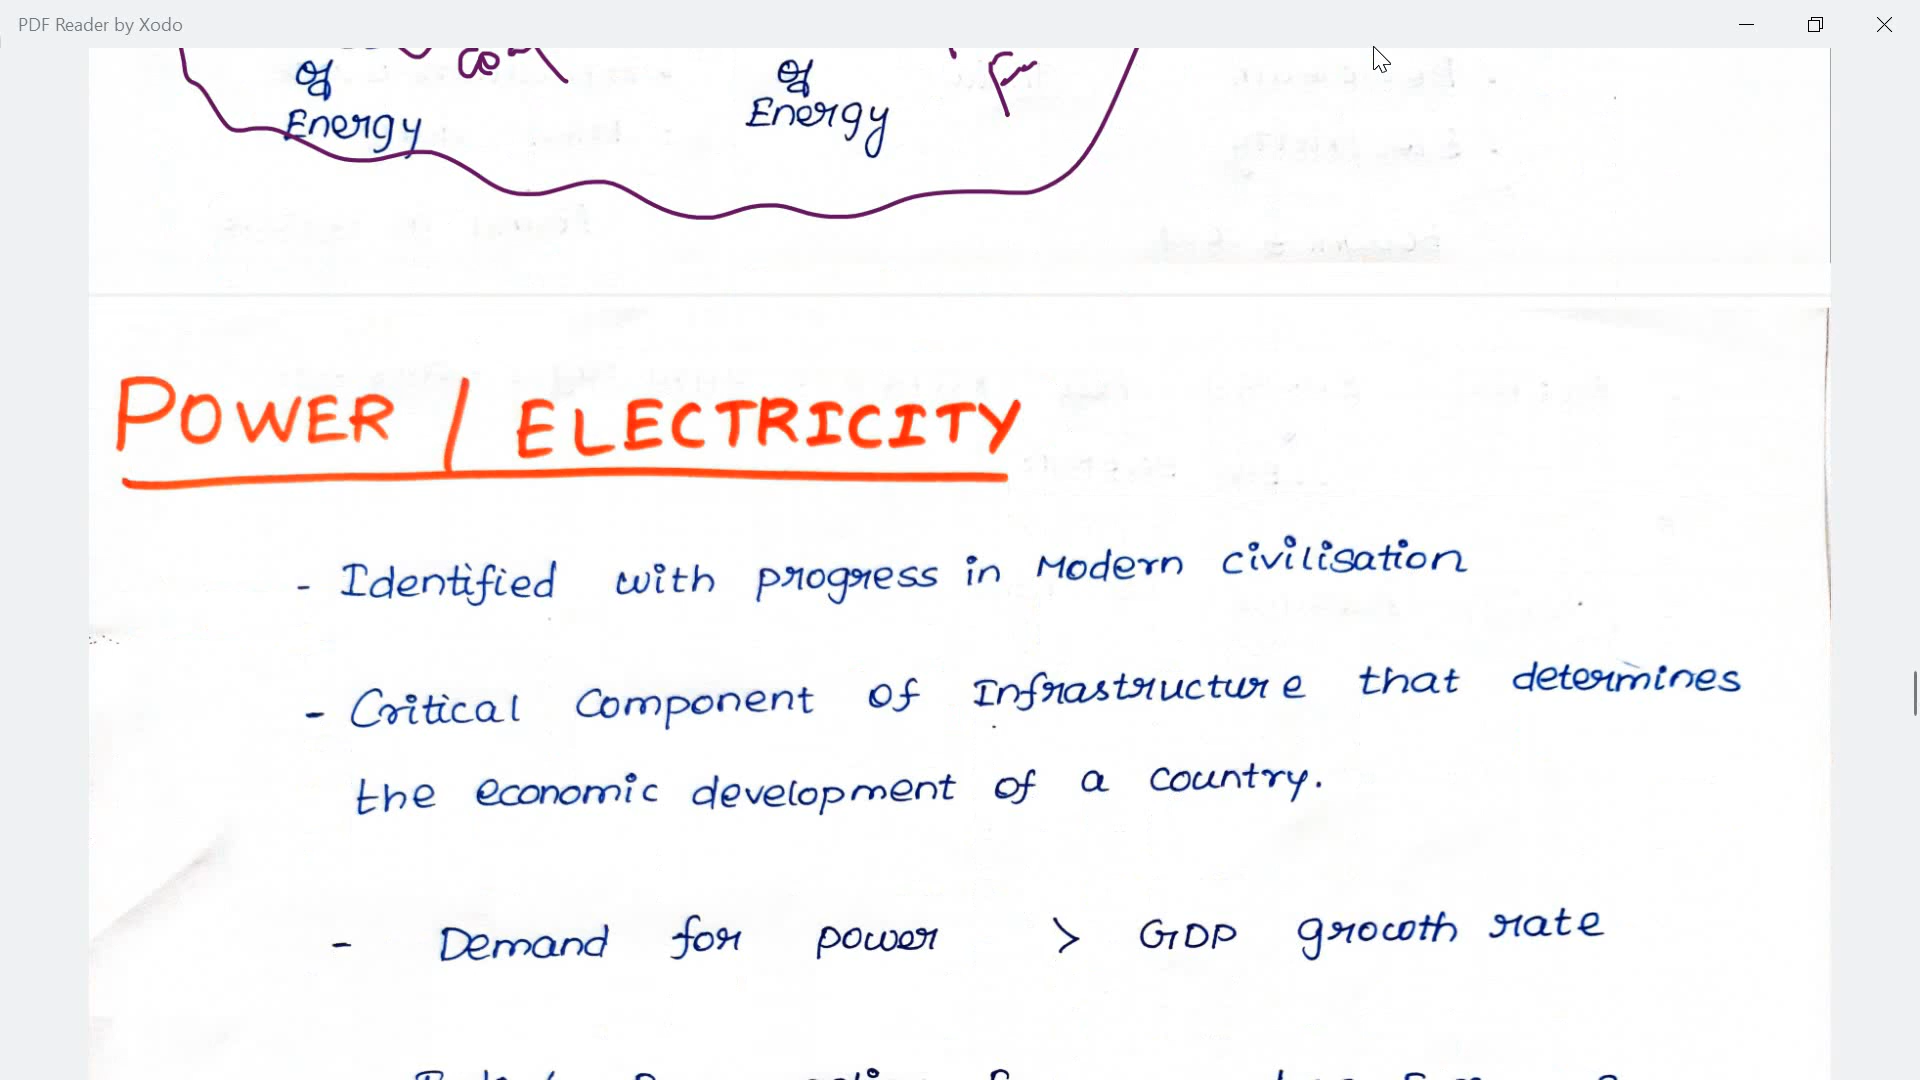 PDF Reader by Xodo
of
of
Energy
Energy
POWER / ELECTRICITY
- Identified with progress in Modern civilisation
- Critical Component of Infrastructure that determines
the economic development of a country.
- Demand for power > GDP growth rate